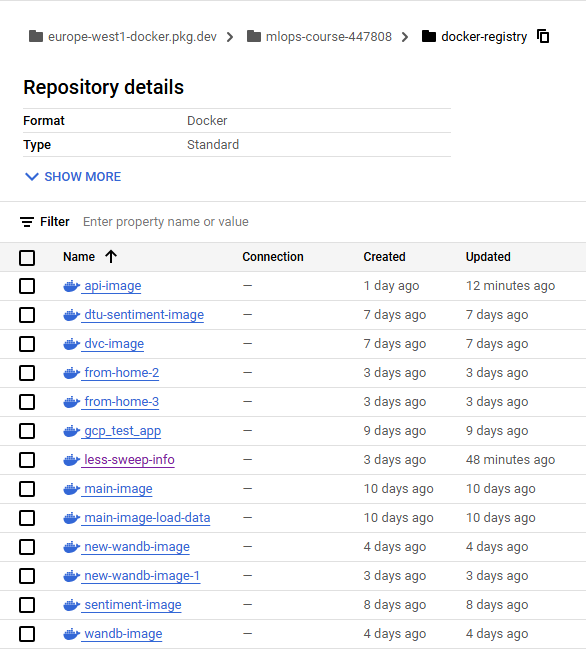 europe-west1-docker.pkg.dev > mlops-course-447808 > docker-registry
Repository details
Format Docker
Type Standard
SHOW MORE
Filter Enter property name or value
Name ↑ Connection Created Updated
api-image — 1 day ago 12 minutes ago
dtu-sentiment-image — 7 days ago 7 days ago
dvc-image — 7 days ago 7 days ago
from-home-2 — 3 days ago 3 days ago
from-home-3 — 3 days ago 3 days ago
gcp_test_app — 9 days ago 9 days ago
less-sweep-info — 3 days ago 48 minutes ago
main-image — 10 days ago 10 days ago
main-image-load-data — 10 days ago 10 days ago
new-wandb-image — 4 days ago 4 days ago
new-wandb-image-1 — 3 days ago 3 days ago
sentiment-image — 8 days ago 8 days ago
wandb-image — 4 days ago 4 days ago